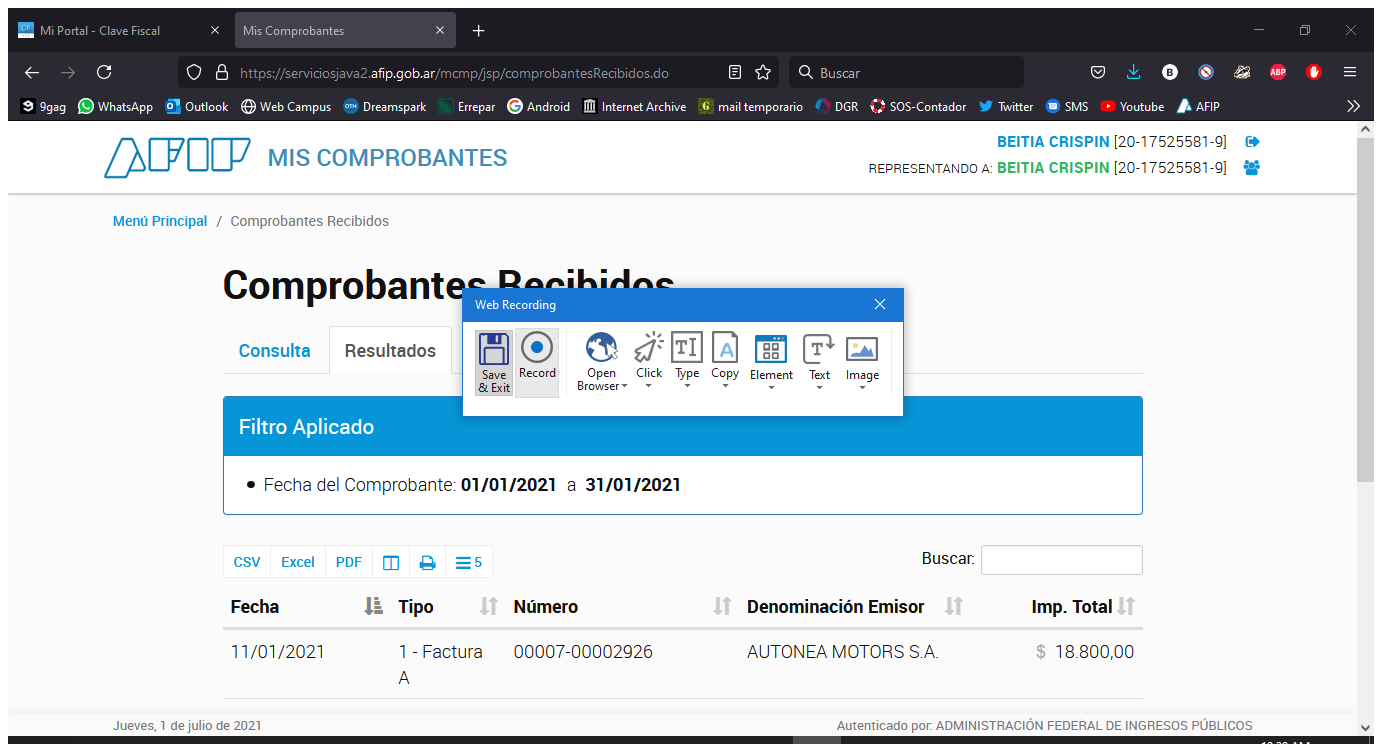 Mi Portal - Clave Fiscal
Mis Comprobantes
https://serviciosjava2.afip.gob.ar/mcmp/jsp/comprobantesRecibidos.do
Buscar
ABP
9gag WhatsApp Outlook Web Campus Dreamspark Errepar Android Internet Archive mail temporario DGR SOS-Contador Twitter SMS Youtube AFIP
AFIP MIS COMPROBANTES
BEITIA CRISPIN [20-17525581-9]
REPRESENTANDO A: BEITIA CRISPIN [20-17525581-9]
Menú Principal / Comprobantes Recibidos
Comprobantes Recibidos
Consulta
Resultados
Web Recording
Save & Exit
Record
Open Browser
Click
Type
Copy
Element
Text
Image
Filtro Aplicado
Fecha del Comprobante: 01/01/2021 a 31/01/2021
CSV Excel PDF 5
Buscar:
Fecha Tipo Número Denominación Emisor Imp. Total
11/01/2021 1 - Factura A 00007-00002926 AUTONEA MOTORS S.A. $ 18.800,00
Jueves, 1 de julio de 2021
Autenticado por: ADMINISTRACIÓN FEDERAL DE INGRESOS PÚBLICOS